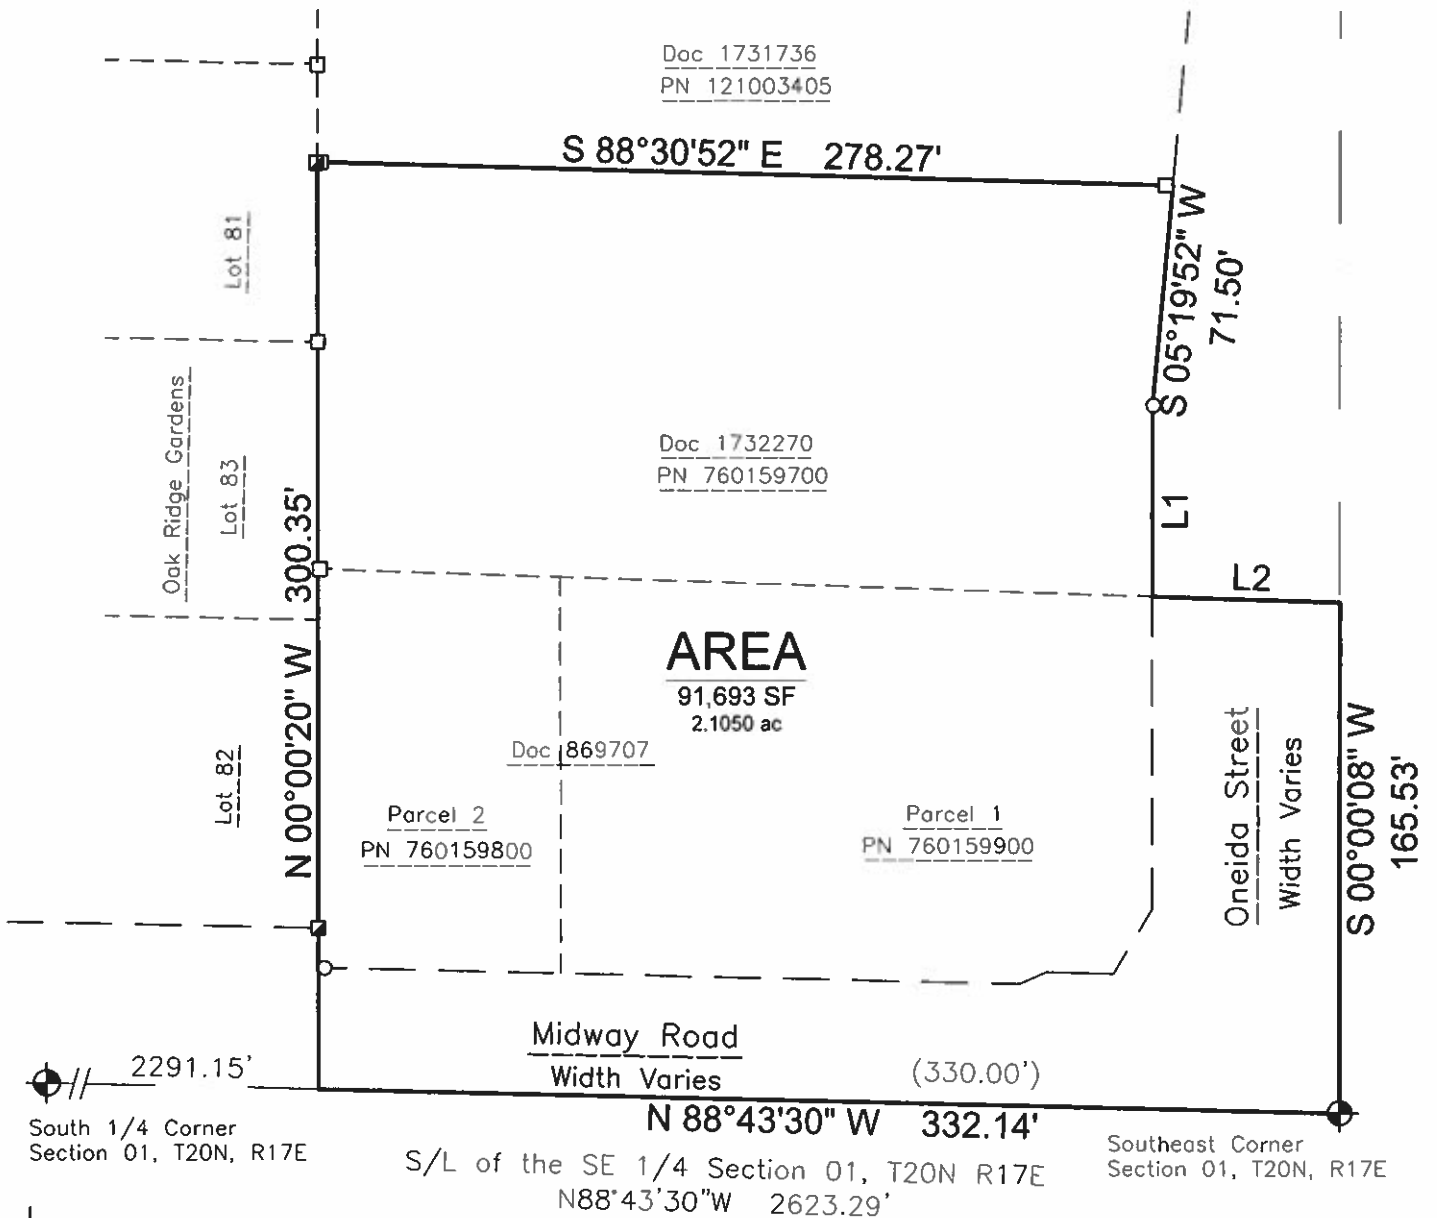 Doc 1731736
PN 121003405
S 88°30'52" E 278.27'
Lot 81
S 05°19'52" W
71.50'
Oak Ridge Gardens
Lot 83
300.35'
Doc 1732270
PN 760159700
L1
L2
AREA
91,693 SF
2.1050 ac
N 00°00'20" W
Lot 82
Doc 869707
Parcel 2
PN 760159800
Parcel 1
PN 760159900
Oneida Street
Width Varies
S 00°00'08" W
165.53'
Midway Road
Width Varies
(330.00')
2291.15'
N 88°43'30" W 332.14'
South 1/4 Corner
Section 01, T20N, R17E
Southeast Corner
Section 01, T20N, R17E
S/L of the SE 1/4 Section 01, T20N R17E
N88°43'30"W 2623.29'